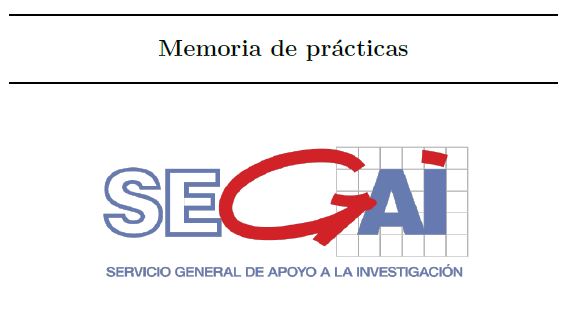 Memoria de prácticas
SEGAI
SERVICIO GENERAL DE APOYO A LA INVESTIGACIÓN